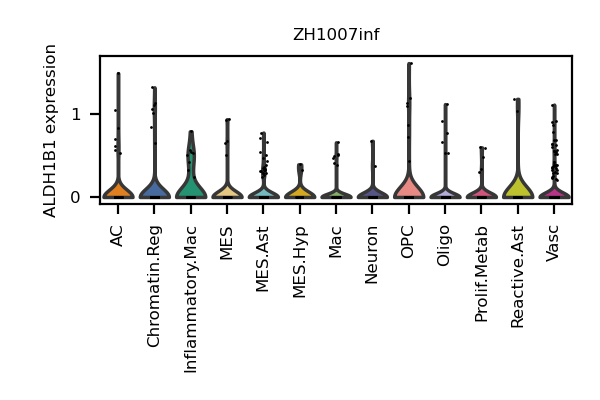 ZH1007inf
ALDH1B1 expression
1
0
AC
Chromatin.Reg
Inflammatory.Mac
MES
MES.Ast
MES.Hyp
Mac
Neuron
OPC
Oligo
Prolif.Metab
Reactive.Ast
Vasc